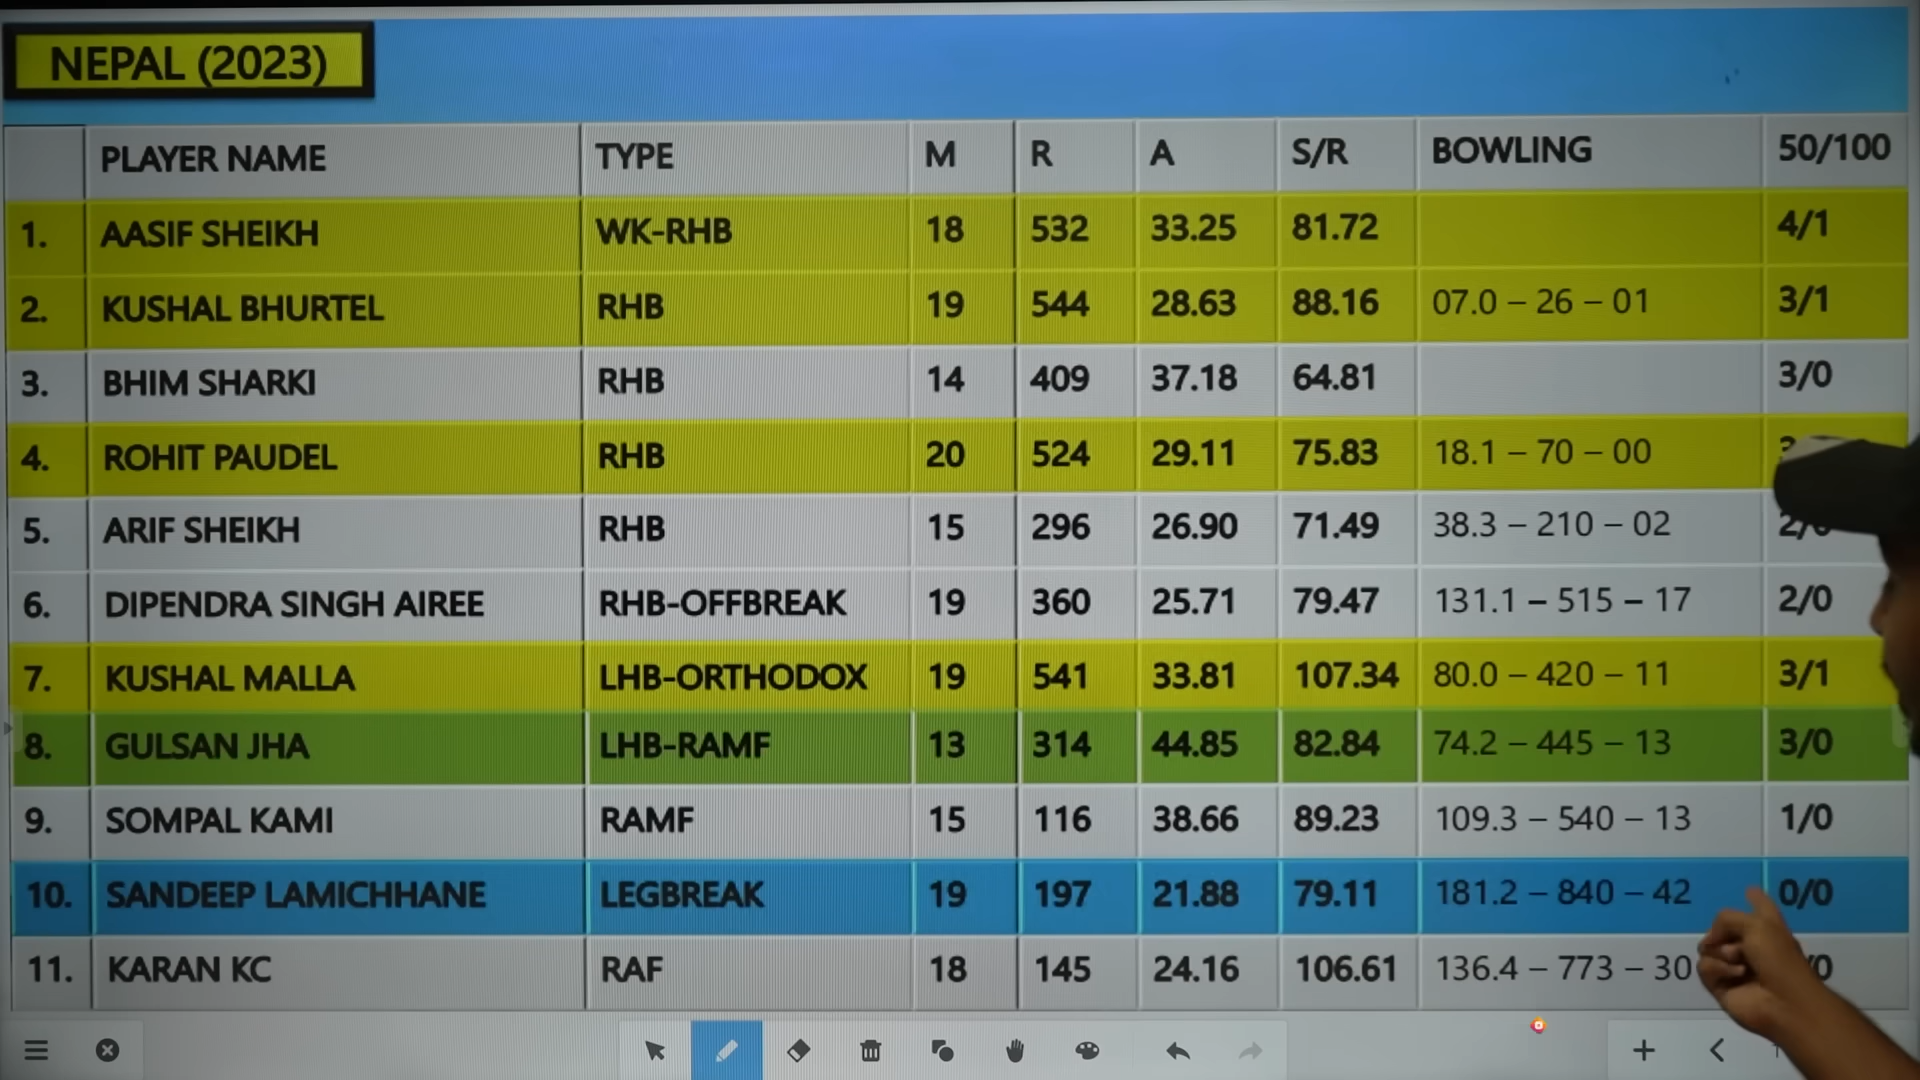 NEPAL (2023)
PLAYER NAME TYPE M R A S/R BOWLING 50/100
1. AASIF SHEIKH WK-RHB 18 532 33.25 81.72 4/1
2. KUSHAL BHURTEL RHB 19 544 28.63 88.16 07.0 – 26 – 01 3/1
3. BHIM SHARKI RHB 14 409 37.18 64.81 3/0
4. ROHIT PAUDEL RHB 20 524 29.11 75.83 18.1 – 70 – 00
5. ARIF SHEIKH RHB 15 296 26.90 71.49 38.3 – 210 – 02
6. DIPENDRA SINGH AIREE RHB-OFFBREAK 19 360 25.71 79.47 131.1 – 515 – 17 2/0
7. KUSHAL MALLA LHB-ORTHODOX 19 541 33.81 107.34 80.0 – 420 – 11 3/1
8. GULSAN JHA LHB-RAMF 13 314 44.85 82.84 74.2 – 445 – 13 3/0
9. SOMPAL KAMI RAMF 15 116 38.66 89.23 109.3 – 540 – 13 1/0
10. SANDEEP LAMICHHANE LEGBREAK 19 197 21.88 79.11 181.2 – 840 – 42 0/0
11. KARAN KC RAF 18 145 24.16 106.61 136.4 – 773 – 30